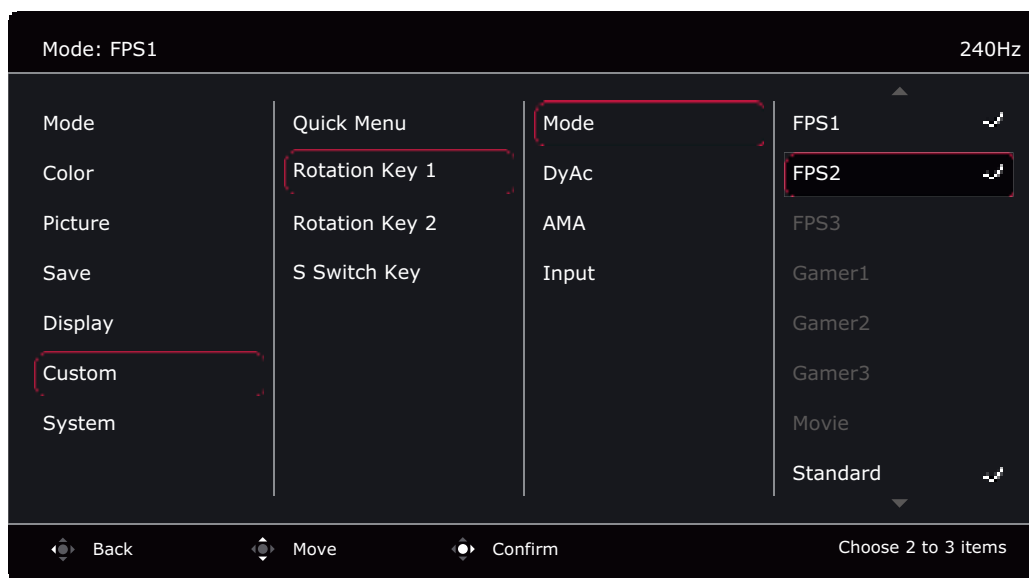 Mode: FPS1 240Hz
Mode Quick Menu Mode FPS1
Color Rotation Key 1 DyAc FPS2
Picture Rotation Key 2 AMA FPS3
Save S Switch Key Input Gamer1
Display Gamer2
Custom Gamer3
System Movie
Standard
Back Move Confirm Choose 2 to 3 items